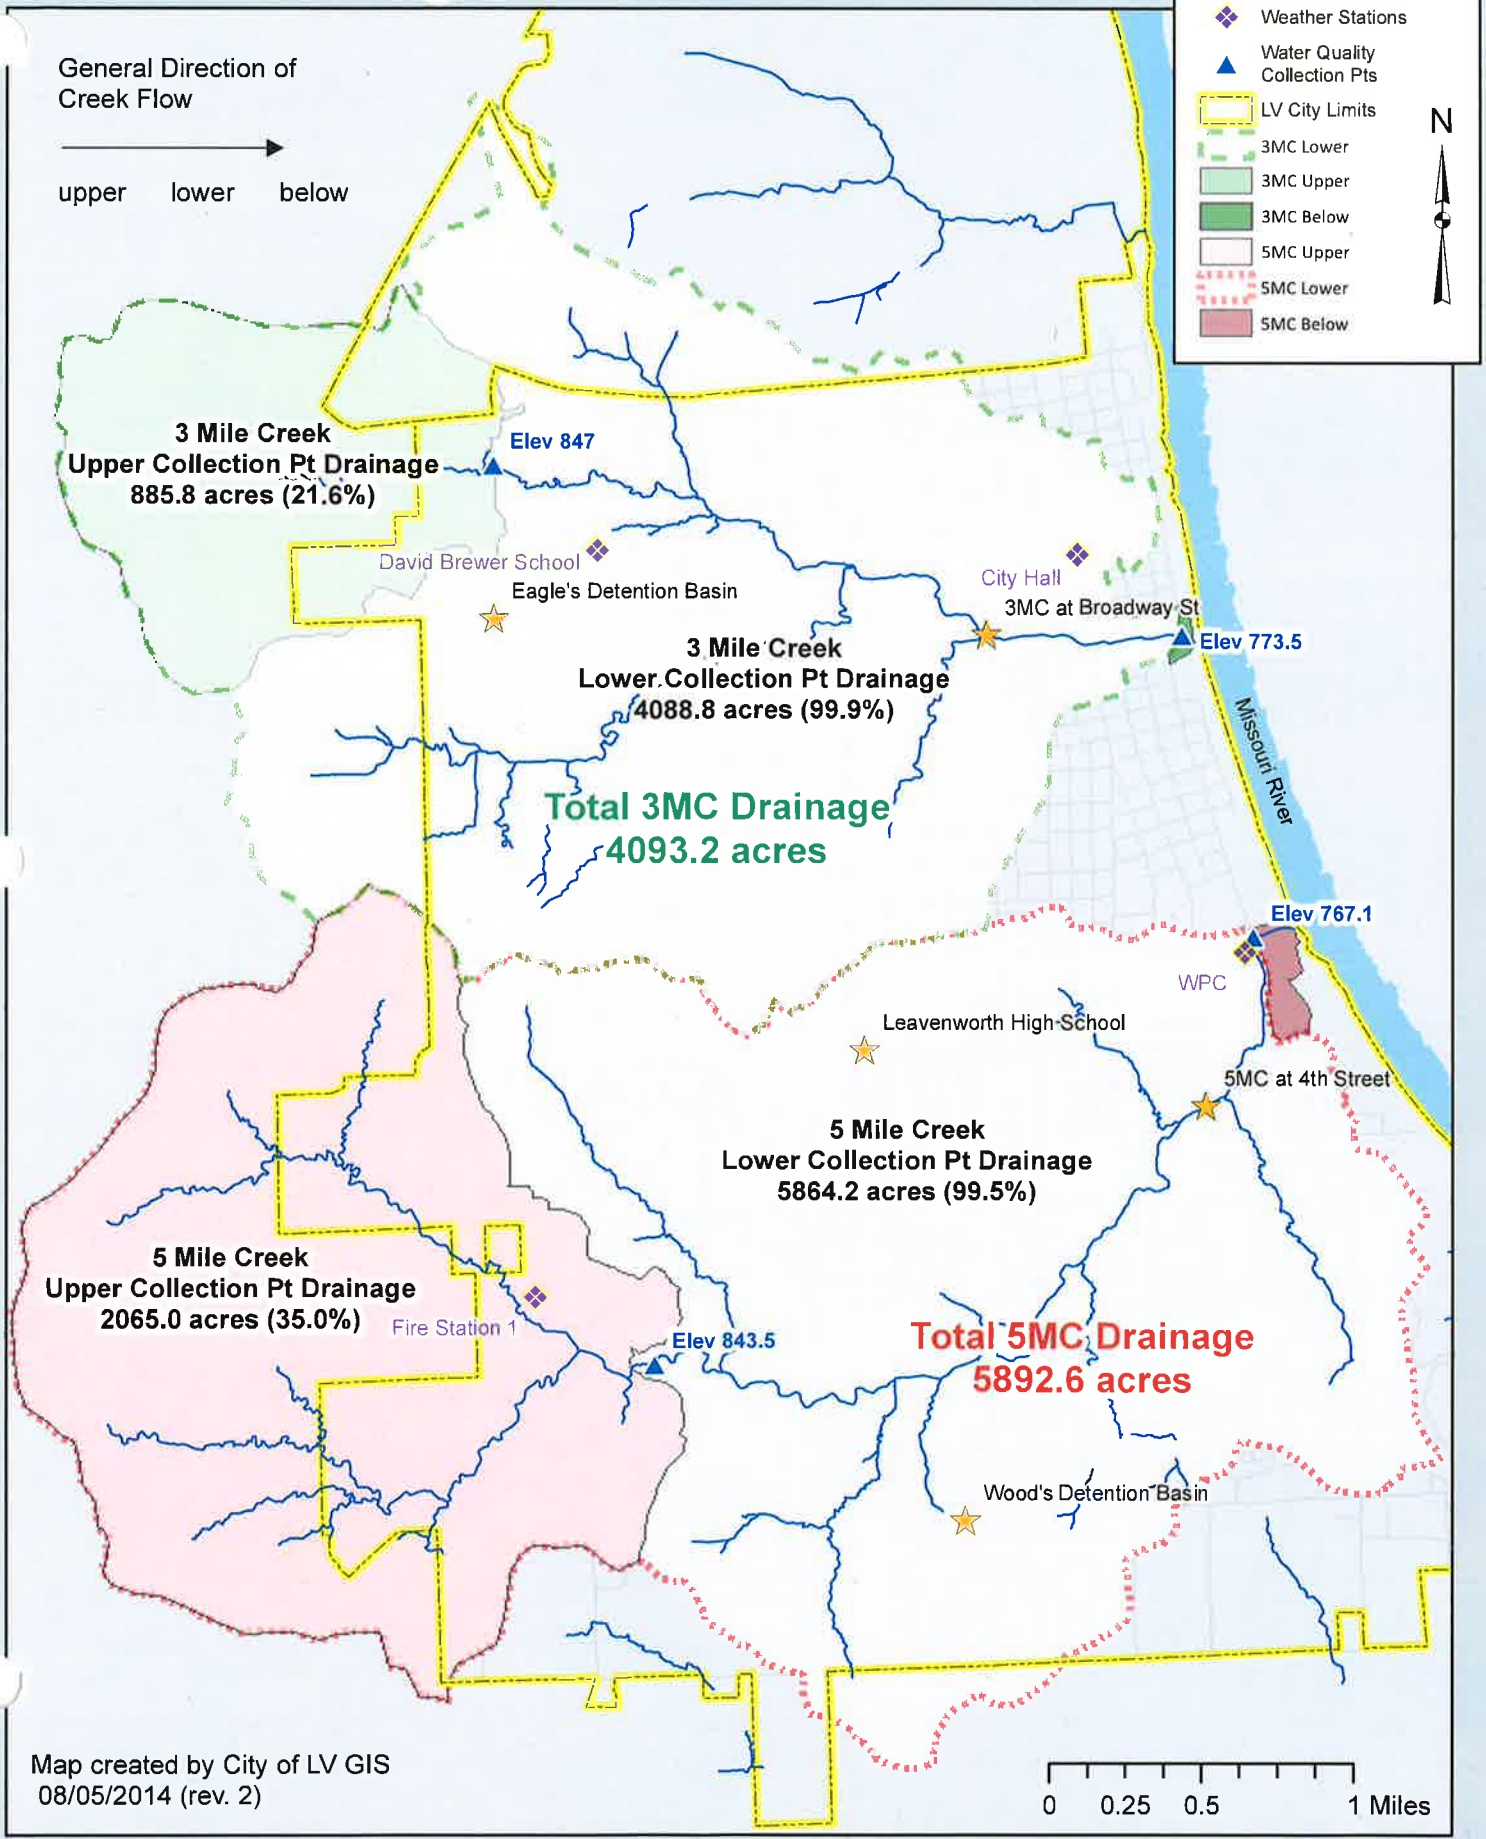 General Direction of
Creek Flow
upper lower below
Weather Stations
Water Quality
Collection Pts
LV City Limits
3MC Lower
3MC Upper
3MC Below
5MC Upper
5MC Lower
5MC Below
N
3 Mile Creek
Upper Collection Pt Drainage
885.8 acres (21.6%)
Elev 847
David Brewer School
Eagle's Detention Basin
City Hall
3MC at Broadway St
Elev 773.5
3 Mile Creek
Lower Collection Pt Drainage
4088.8 acres (99.9%)
Missouri River
Total 3MC Drainage
4093.2 acres
Elev 767.1
WPC
Leavenworth High School
5MC at 4th Street
5 Mile Creek
Lower Collection Pt Drainage
5864.2 acres (99.5%)
5 Mile Creek
Upper Collection Pt Drainage
2065.0 acres (35.0%)
Fire Station 1
Elev 843.5
Total 5MC Drainage
5892.6 acres
Wood's Detention Basin
Map created by City of LV GIS
08/05/2014 (rev. 2)
0 0.25 0.5 1 Miles